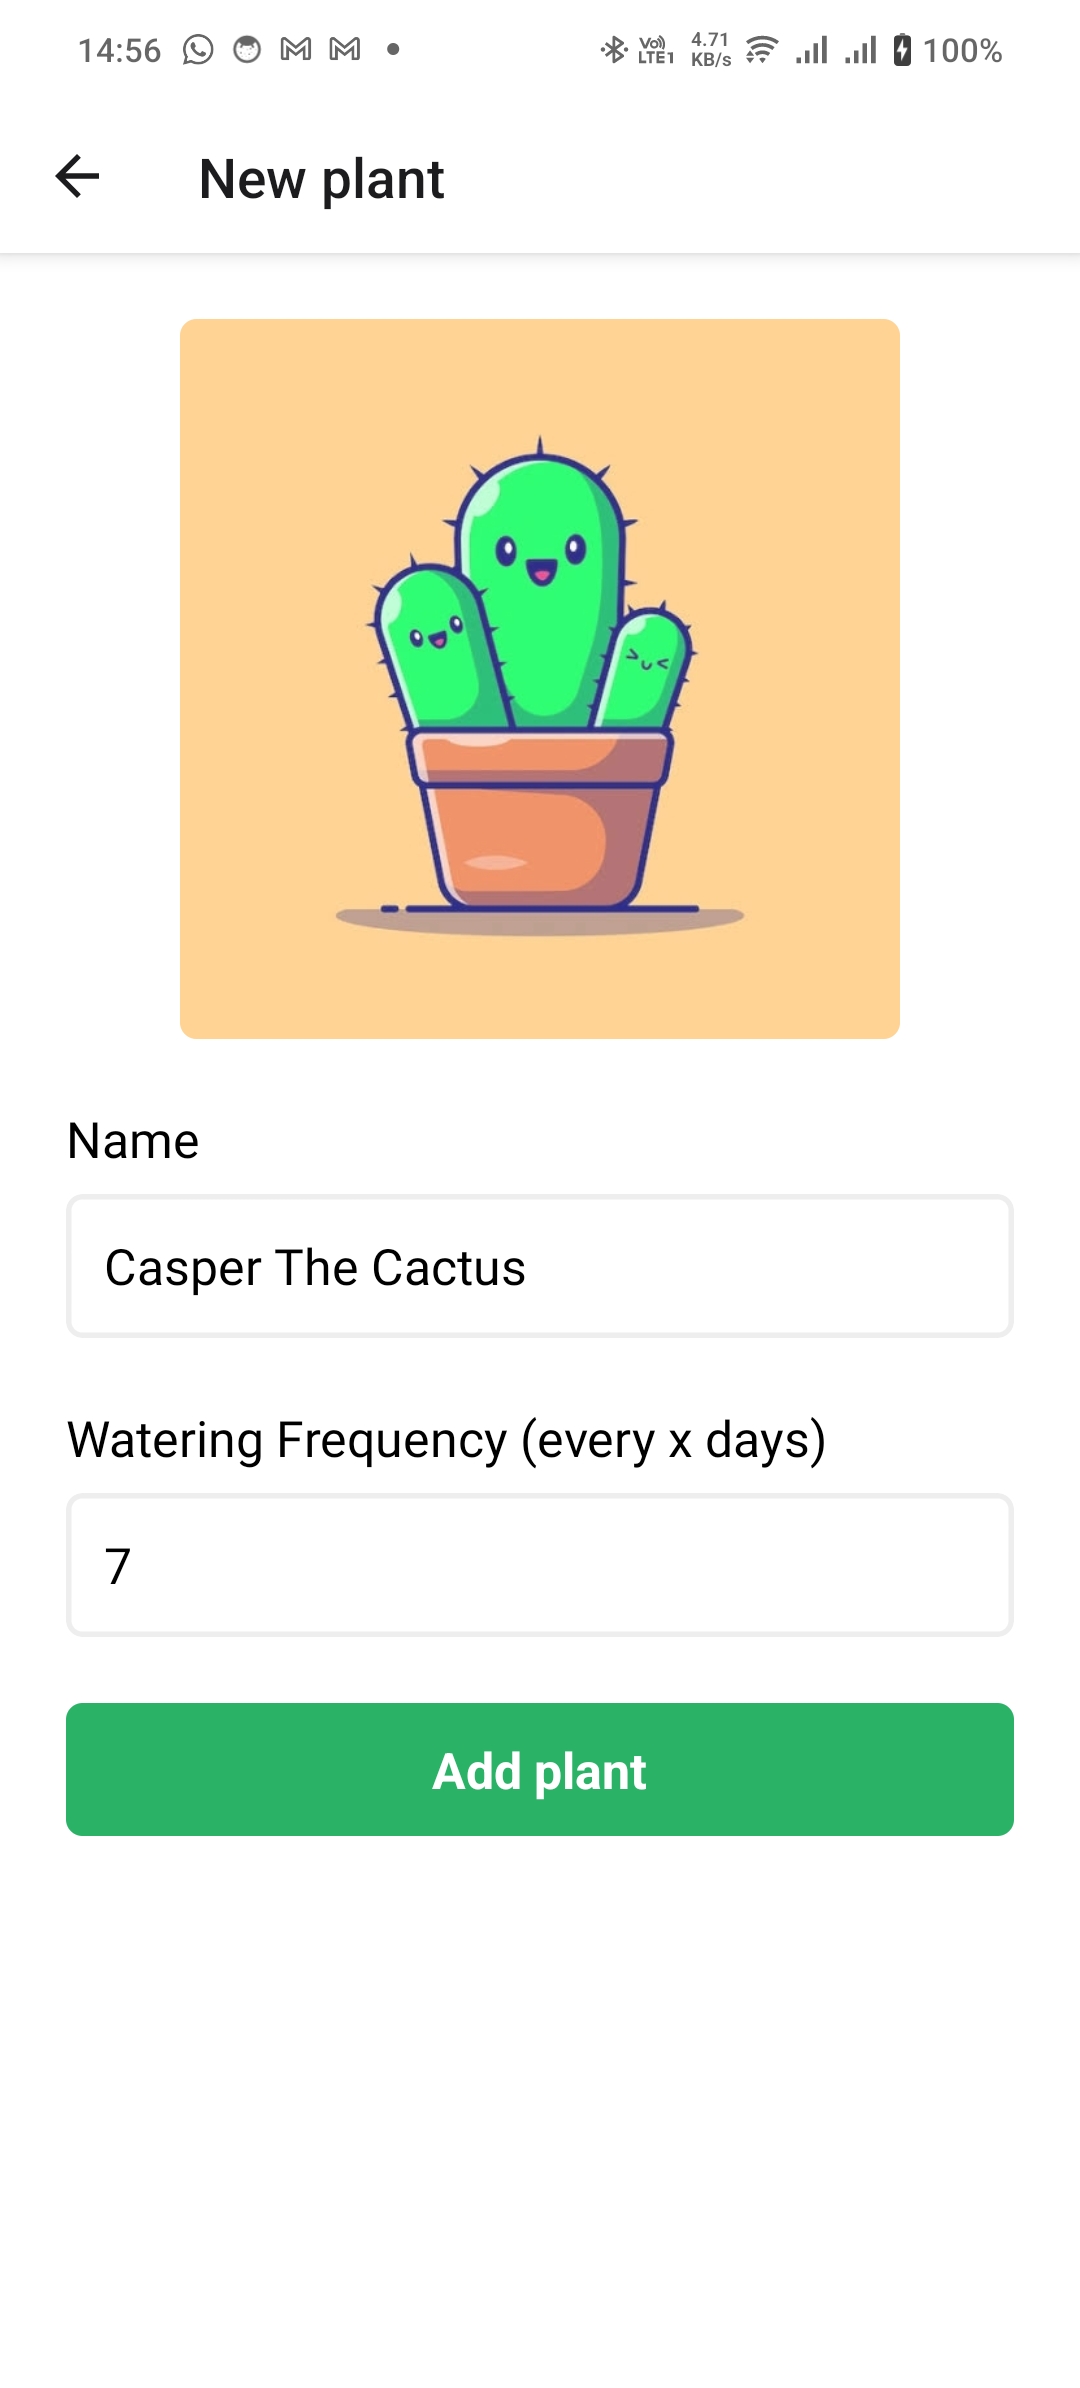 14:56 Vo) LTE1 4.71 KB/s 100%
New plant
Name
Casper The Cactus
Watering Frequency (every x days)
7
Add plant